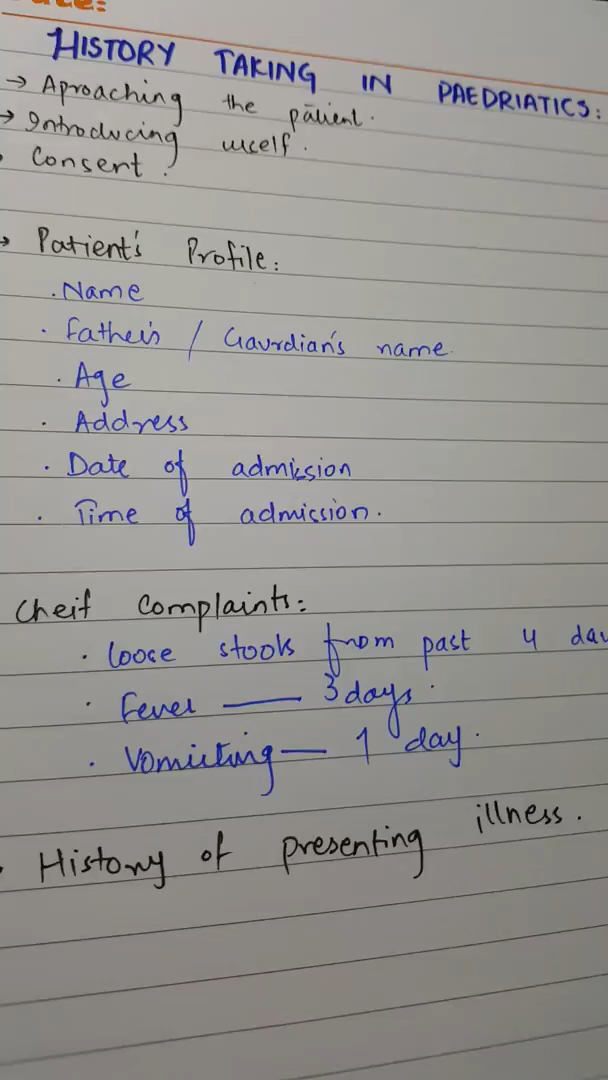 HISTORY TAKING IN PAEDRIATICS:
→ Aproaching the patient.
→ Introducing urself.
Consent.
→ Patient's Profile:
. Name
. Father's / Gaurdian's name.
. Age
. Address
. Date of admission
. Time of admission.
Cheif Complaints:
. loose stools from past 4 day
. Fever — 3 days.
. Vomitting — 1 day.
. History of presenting illness.